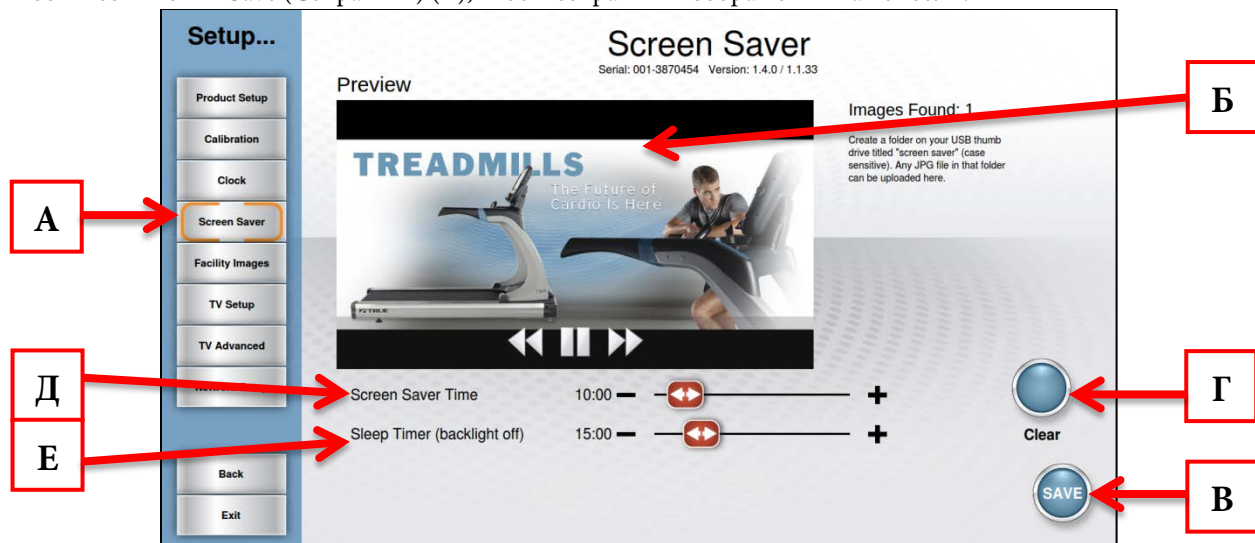 Save (Сохранить)
Setup...
Screen Saver
Serial: 001-3870454 Version: 1.4.0 / 1.1.33
Preview
Product Setup
Calibration
Clock
Screen Saver
Facility Images
TV Setup
TV Advanced
Back
Exit
TREADMILLS
The Future of
Cardio Is Here
TRUE
Images Found: 1
Create a folder on your USB thumb
drive titled "screen saver" (case
sensitive). Any JPG file in that folder
can be uploaded here.
Screen Saver Time 10:00
Sleep Timer (backlight off) 15:00
Clear
SAVE
А
Б
Д
Е
Г
В